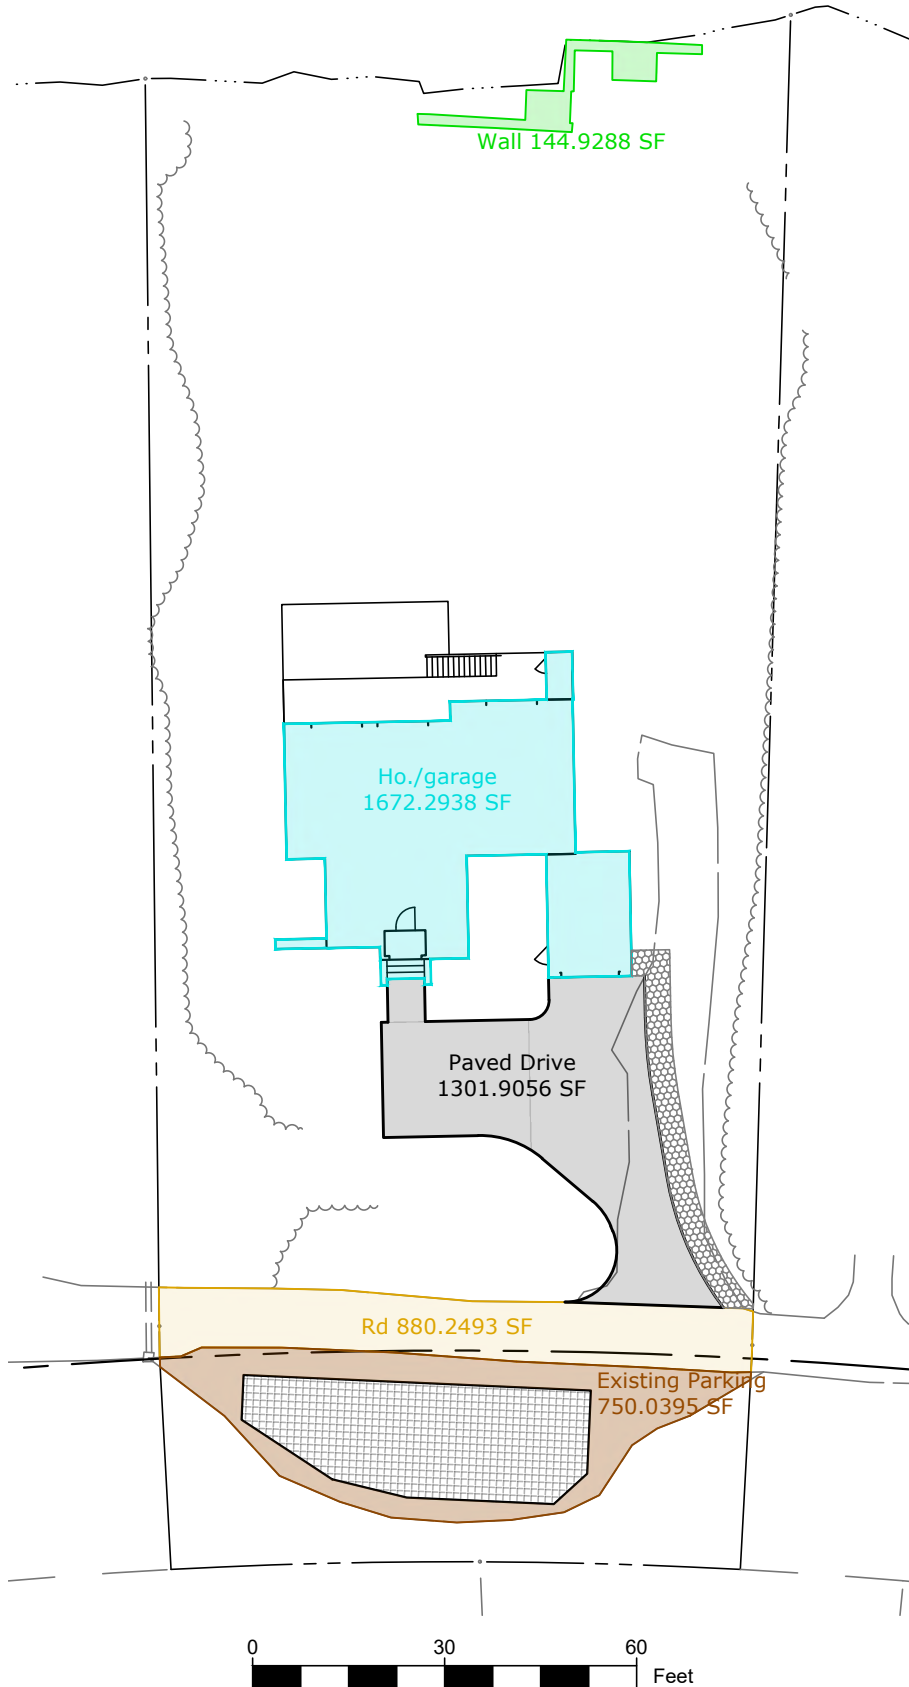 Wall 144.9288 SF
Ho./garage
1672.2938 SF
Paved Drive
1301.9056 SF
Rd 880.2493 SF
Existing Parking
750.0395 SF
0 30 60
Feet